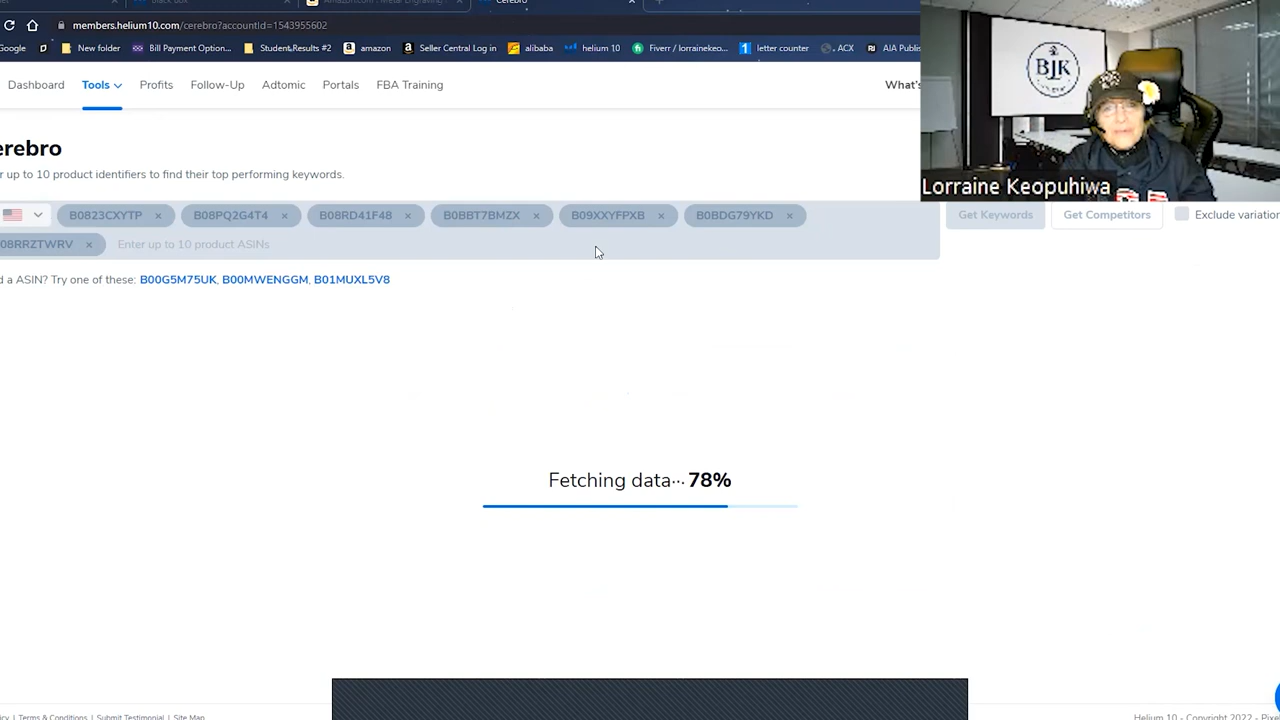 members.helium10.com/cerebro?accountId=1543955602
Google New folder Bill Payment Option... Student Results #2 amazon Seller Central Log in alibaba helium 10 Fiverr / lorrainekeo... letter counter ACX AIA Publis
Dashboard Tools Profits Follow-Up Adtomic Portals FBA Training What's
BJK
Lorraine Keopuhiwa
erebro
r up to 10 product identifiers to find their top performing keywords.
B0823CXYTP × B08PQ2G4T4 × B08RD41F48 × B0BBT7BMZX × B09XXYFPXB × B0BDG79YKD × Get Keywords Get Competitors Exclude variation
08RRZTWRV × Enter up to 10 product ASINs
d a ASIN? Try one of these: B00G5M75UK, B00MWENGGM, B01MUXL5V8
Fetching data··· 78%
icy | Terms & Conditions | Submit Testimonial | Site Map Helium 10 - Copyright 2022 - Pixe